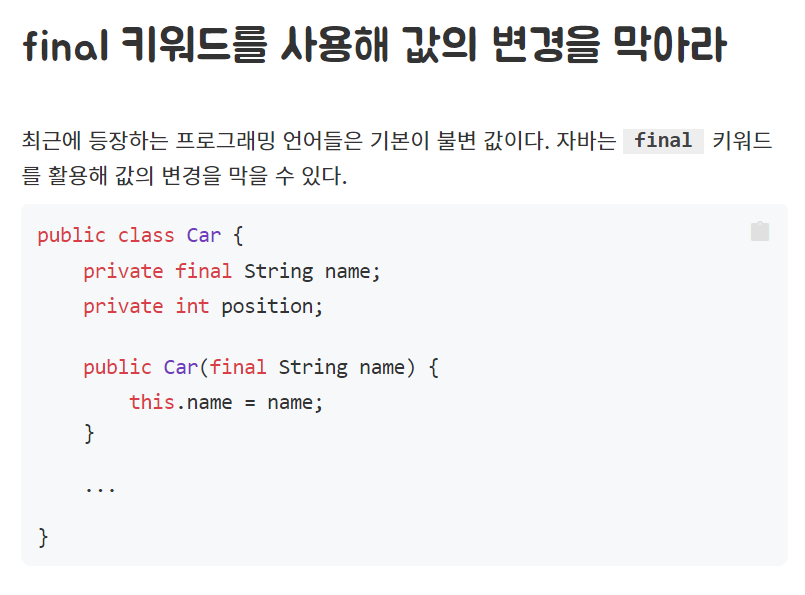 final 키워드를 사용해 값의 변경을 막아라
최근에 등장하는 프로그래밍 언어들은 기본이 불변 값이다. 자바는 final 키워드
를 활용해 값의 변경을 막을 수 있다.
public class Car {
    private final String name;
    private int position;

    public Car(final String name) {
        this.name = name;
    }

    ...

}